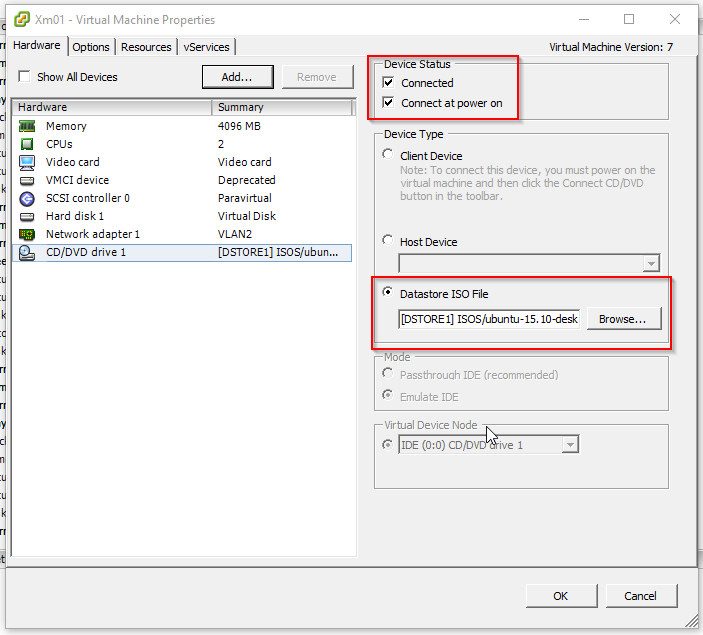 Xm01 - Virtual Machine Properties
Hardware Options Resources vServices
Virtual Machine Version: 7
Show All Devices
Add...
Remove
Hardware Summary
Memory 4096 MB
CPUs 2
Video card Video card
VMCI device Deprecated
SCSI controller 0 Paravirtual
Hard disk 1 Virtual Disk
Network adapter 1 VLAN2
CD/DVD drive 1 [DSTORE1] ISOS/ubun...
Device Status
Connected
Connect at power on
Device Type
Client Device
Note: To connect this device, you must power on the
virtual machine and then click the Connect CD/DVD
button in the toolbar.
Host Device
Datastore ISO File
[DSTORE1] ISOS/ubuntu-15.10-desk
Browse...
Mode
Passthrough IDE (recommended)
Emulate IDE
Virtual Device Node
IDE (0:0) CD/DVD drive 1
OK
Cancel